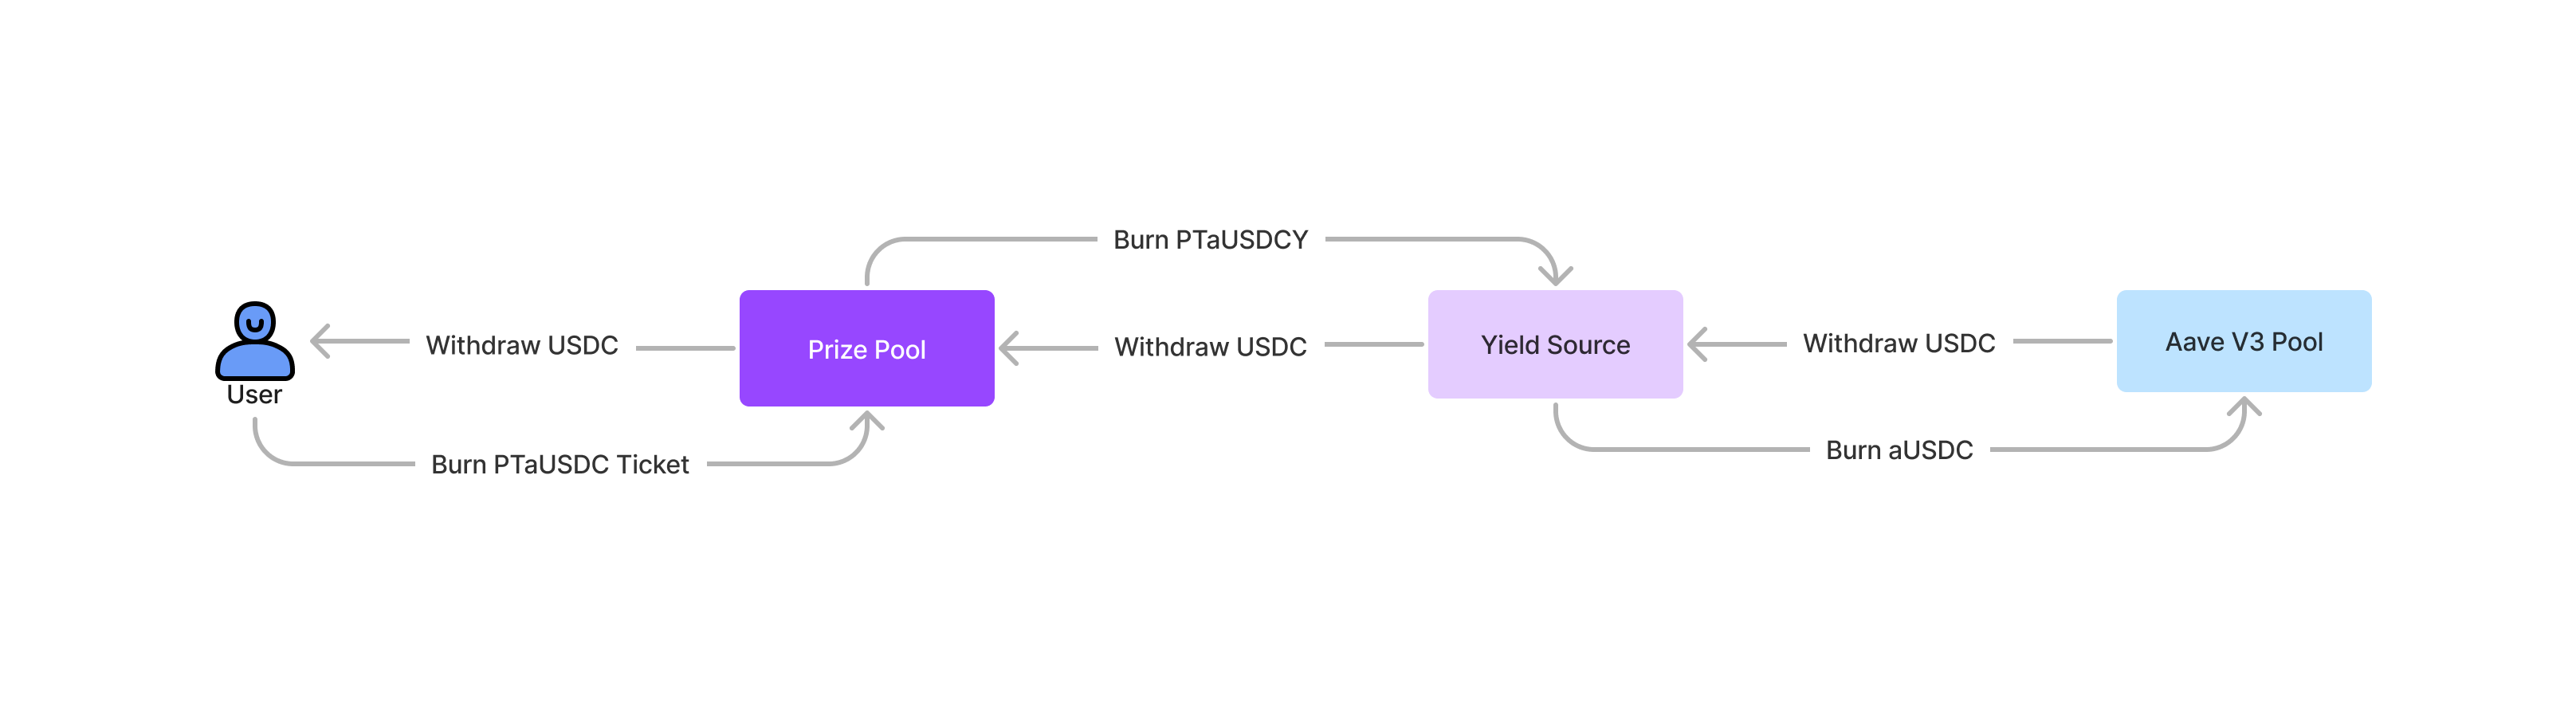 Burn PTaUSDCY
Withdraw USDC
Prize Pool
Withdraw USDC
Yield Source
Withdraw USDC
Aave V3 Pool
User
Burn PTaUSDC Ticket
Burn aUSDC